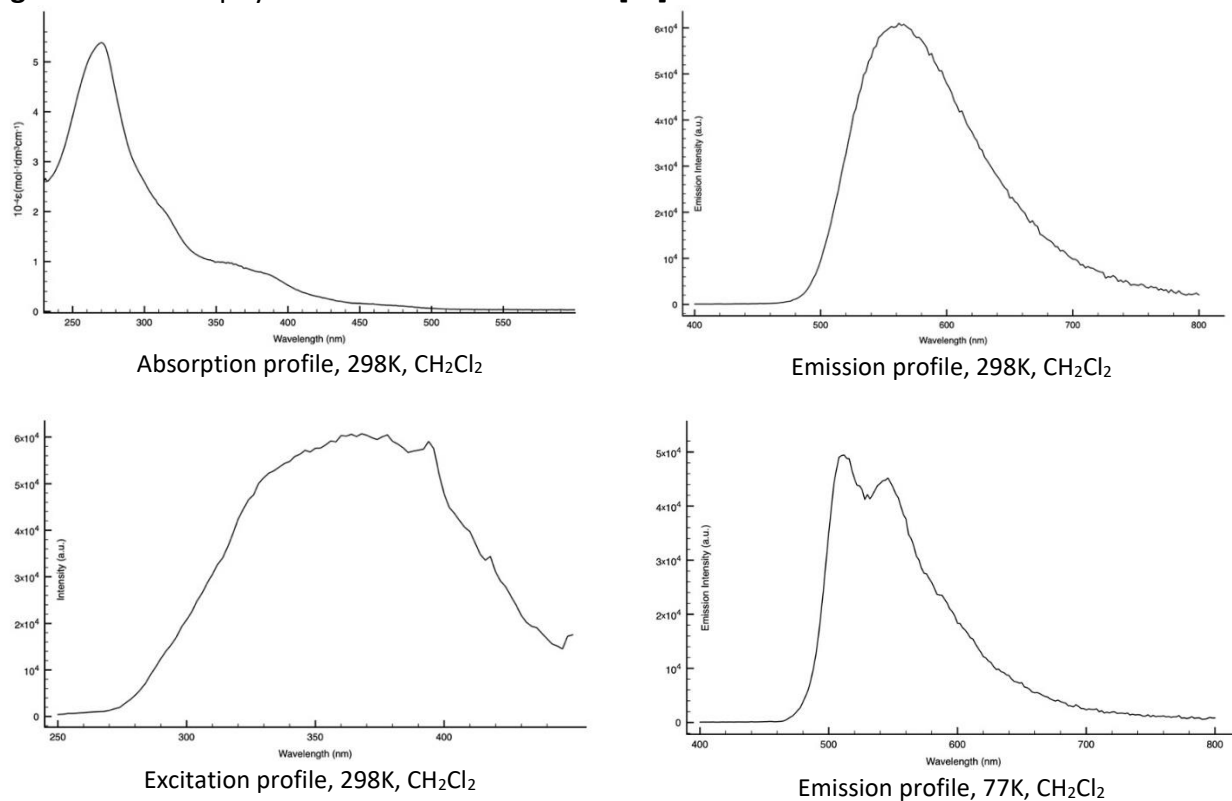 5
4
3
2
1
0
10⁻⁴ε(mol⁻¹dm³cm⁻¹)
250 300 350 400 450 500 550
Wavelength (nm)
Absorption profile, 298K, CH₂Cl₂
6×10⁴
5×10⁴
4×10⁴
3×10⁴
2×10⁴
10⁴
0
Emission Intensity (a.u.)
400 500 600 700 800
Wavelength (nm)
Emission profile, 298K, CH₂Cl₂
6×10⁴
5×10⁴
4×10⁴
3×10⁴
2×10⁴
10⁴
0
Intensity (a.u.)
250 300 350 400
Wavelength (nm)
Excitation profile, 298K, CH₂Cl₂
5×10⁴
4×10⁴
3×10⁴
2×10⁴
10⁴
0
Emission Intensity (a.u.)
400 500 600 700 800
Wavelength (nm)
Emission profile, 77K, CH₂Cl₂